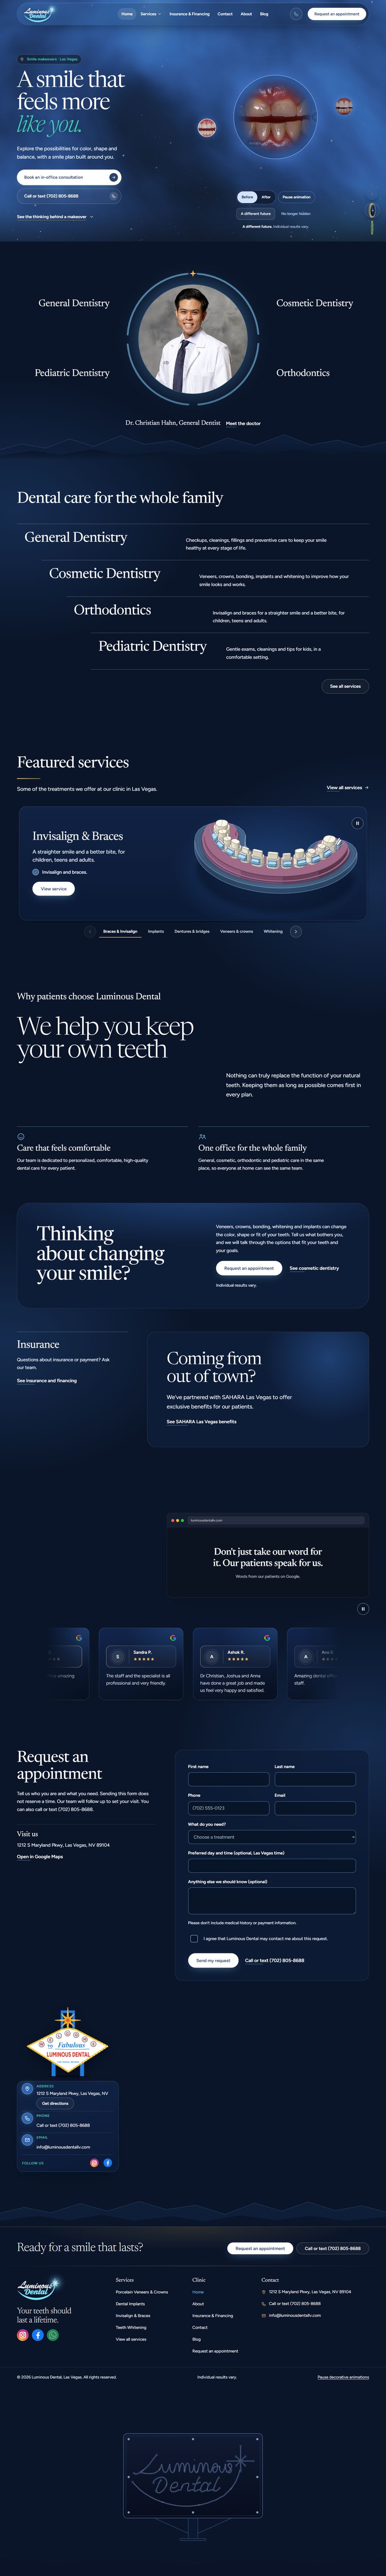 Luminous
Dental
Home
Services
Insurance & Financing
Contact
About
Blog
Request an appointment
Smile makeovers · Las Vegas
A smile that
feels more
like you.
Explore the possibilities for color, shape and
balance, with a smile plan built around you.
Book an in-office consultation
Call or text (702) 805-8688
See the thinking behind a makeover
Before
After
Pause animation
A different future
No longer hidden
A different future. Individual results vary.
General Dentistry
Cosmetic Dentistry
Pediatric Dentistry
Orthodontics
Dr. Christian Hahn, General Dentist
Meet the doctor
Dental care for the whole family
General Dentistry
Checkups, cleanings, fillings and preventive care to keep your smile
healthy at every stage of life.
Cosmetic Dentistry
Veneers, crowns, bonding, implants and whitening to improve how your
smile looks and works.
Orthodontics
Invisalign and braces for a straighter smile and a better bite, for
children, teens and adults.
Pediatric Dentistry
Gentle exams, cleanings and tips for kids, in a
comfortable setting.
See all services
Featured services
Some of the treatments we offer at our clinic in Las Vegas.
View all services
Invisalign & Braces
A straighter smile and a better bite, for
children, teens and adults.
Invisalign and braces.
View service
Braces & Invisalign
Implants
Dentures & bridges
Veneers & crowns
Whitening
Why patients choose Luminous Dental
We help you keep
your own teeth
Nothing can truly replace the function of your natural
teeth. Keeping them as long as possible comes first in
every plan.
Care that feels comfortable
Our team is dedicated to personalized, comfortable, high-quality
dental care for every patient.
One office for the whole family
General, cosmetic, orthodontic and pediatric care in the same
place, so everyone at home can see the same team.
Thinking
about changing
your smile?
Veneers, crowns, bonding, whitening and implants can change
the color, shape or fit of your teeth. Tell us what bothers you,
and we will talk through the options that fit your teeth and
your goals.
Request an appointment
See cosmetic dentistry
Individual results vary.
Insurance
Questions about insurance or payment? Ask
our team.
See insurance and financing
Coming from
out of town?
We've partnered with SAHARA Las Vegas to offer
exclusive benefits for our patients.
See SAHARA Las Vegas benefits
luminousdentallv.com
Don't just take our word for
it. Our patients speak for us.
Words from our patients on Google.
S
Sandra P.
The staff and the specialist is all
professional and very friendly.
A
Ashok R.
Dr Christian, Joshua and Anna
have done a great job and made
us feel very happy and satisfied.
A
Amazing dental
staff.
Request an
appointment
Tell us who you are and what you need. Sending this form does
not reserve a time. Our team will follow up to set your visit. You
can also call or text (702) 805-8688.
Visit us
1212 S Maryland Pkwy, Las Vegas, NV 89104
Open in Google Maps
First name
Last name
Phone
Email
(702) 555-0123
What do you need?
Choose a treatment
Preferred day and time (optional, Las Vegas time)
Anything else we should know (optional)
Please don't include medical history or payment information.
I agree that Luminous Dental may contact me about this request.
Send my request
Call or text (702) 805-8688
WELCOME
TO Fabulous
LUMINOUS DENTAL
ADDRESS
1212 S Maryland Pkwy, Las Vegas, NV
Get directions
PHONE
Call or text (702) 805-8688
EMAIL
info@luminousdentallv.com
FOLLOW US
Ready for a smile that lasts?
Request an appointment
Call or text (702) 805-8688
Luminous
Dental
Your teeth should
last a lifetime.
Services
Porcelain Veneers & Crowns
Dental Implants
Invisalign & Braces
Teeth Whitening
View all services
Clinic
Home
About
Insurance & Financing
Contact
Blog
Request an appointment
Contact
1212 S Maryland Pkwy, Las Vegas, NV 89104
Call or text (702) 805-8688
info@luminousdentallv.com
© 2026 Luminous Dental, Las Vegas. All rights reserved.
Individual results vary.
Pause decorative animations
Luminous
Dental